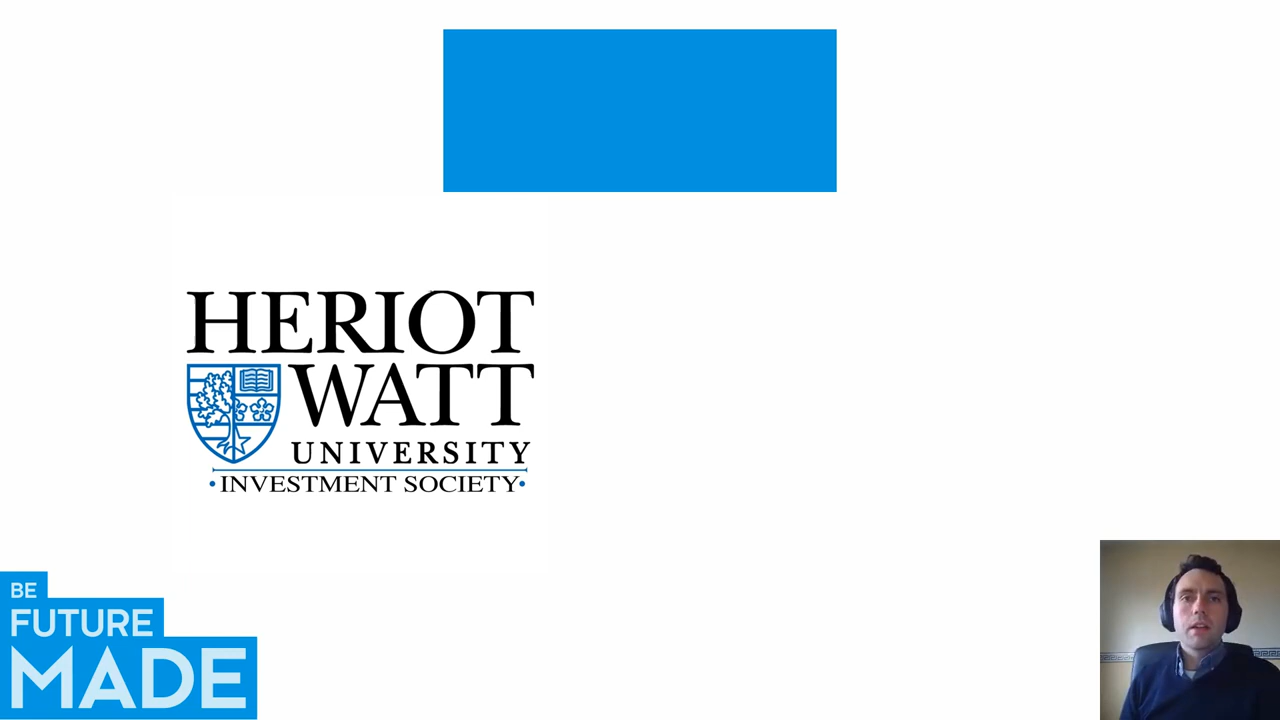 HERIOT
WATT
UNIVERSITY
•INVESTMENT SOCIETY•
BE
FUTURE
MADE